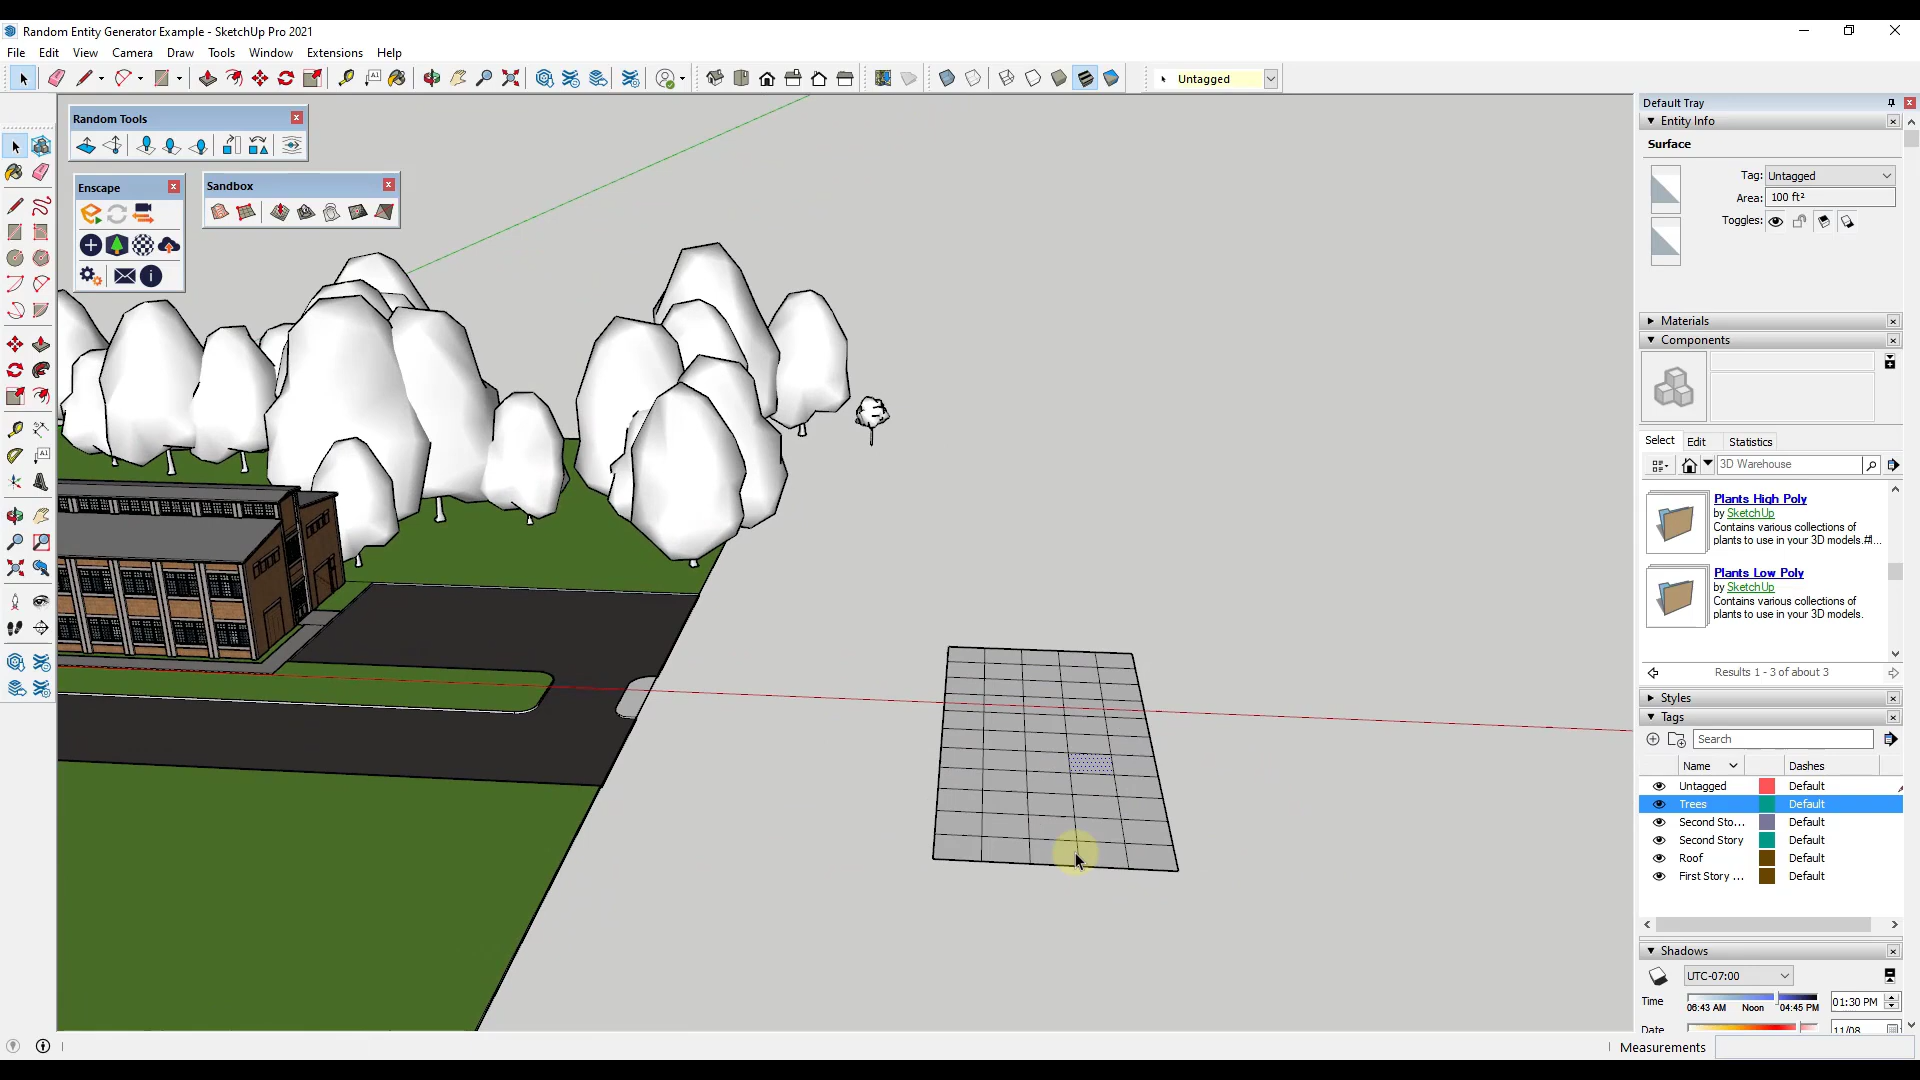 Random Entity Generator Example - SketchUp Pro 2021
File Edit View Camera Draw Tools Window Extensions Help
Untagged
Random Tools
Enscape
Sandbox
Default Tray
Entity Info
Surface
Tag: Untagged
Area: 100 ft²
Toggles:
Materials
Components
Select Edit Statistics
3D Warehouse
Plants High Poly
by SketchUp
Contains various collections of
plants to use in your 3D models.#l...
Plants Low Poly
by SketchUp
Contains various collections of
plants to use in your 3D models.
Results 1 - 3 of about 3
Styles
Tags
Search
Name Dashes
Untagged Default
Trees Default
Second Sto... Default
Second Story Default
Roof Default
First Story ... Default
Shadows
UTC-07:00
Time 06:43 AM Noon 04:45 PM 01:30 PM
Date 11/08
Measurements